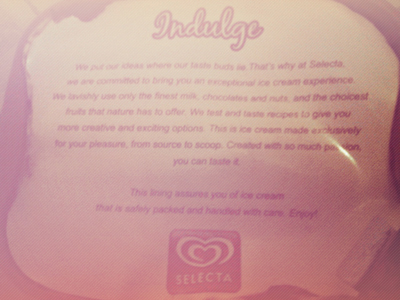 Indulge
We put our ideas where our taste buds are. That's why at Selecta,
we are committed to bring you an exceptional ice cream experience.
We lavishly use only the finest milk, chocolates and nuts, and the choicest
fruits that nature has to offer. We test and taste recipes to give you
more creative and exciting options. This is ice cream made exclusively
for your pleasure, from source to scoop. Created with so much passion,
you can taste it.
This lining assures you of ice cream
that is safely packed and handled with care. Enjoy!
SELECTA